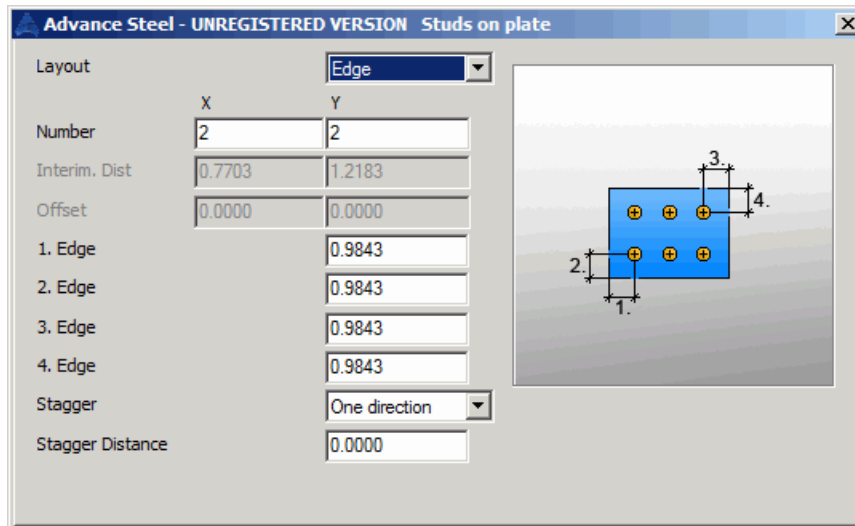 Advance Steel - UNREGISTERED VERSION Studs on plate
Layout Edge
X Y
Number 2 2
Interim. Dist 0.7703 1.2183
Offset 0.0000 0.0000
1. Edge 0.9843
2. Edge 0.9843
3. Edge 0.9843
4. Edge 0.9843
Stagger One direction
Stagger Distance 0.0000
3.
4.
2.
1.